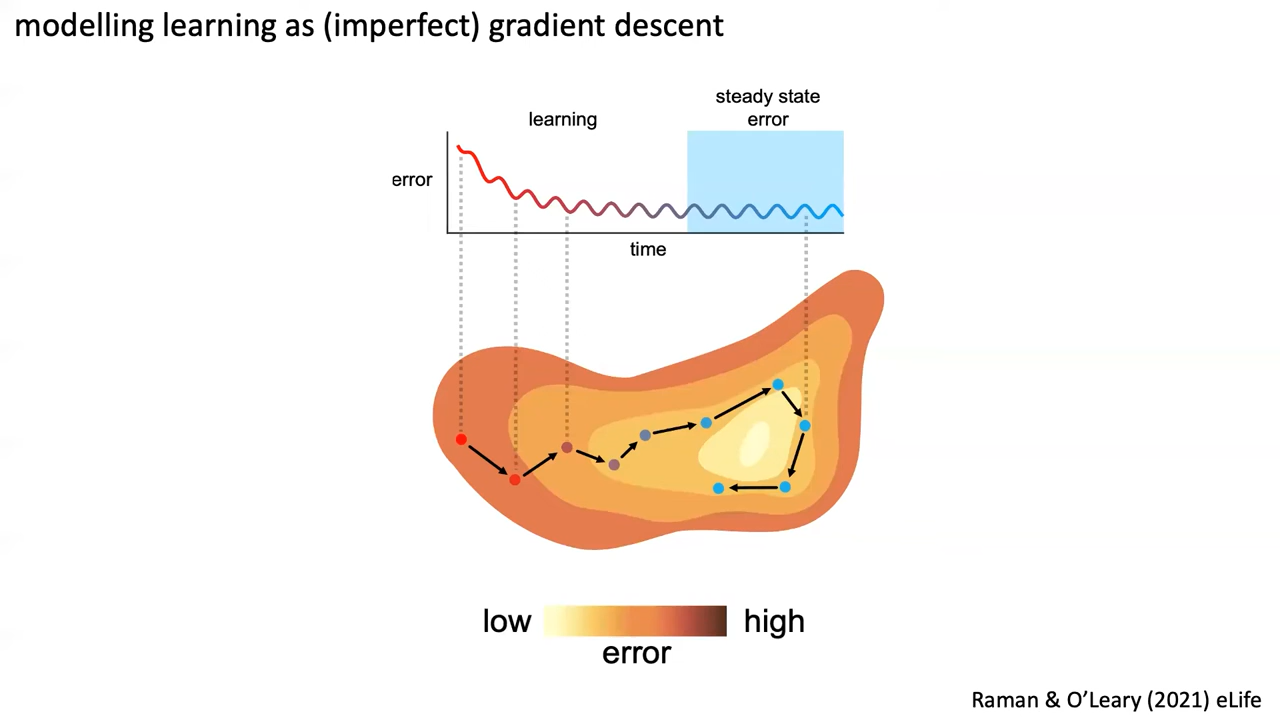 modelling learning as (imperfect) gradient descent
steady state
error
learning
error
time
low
high
error
Raman & O’Leary (2021) eLife